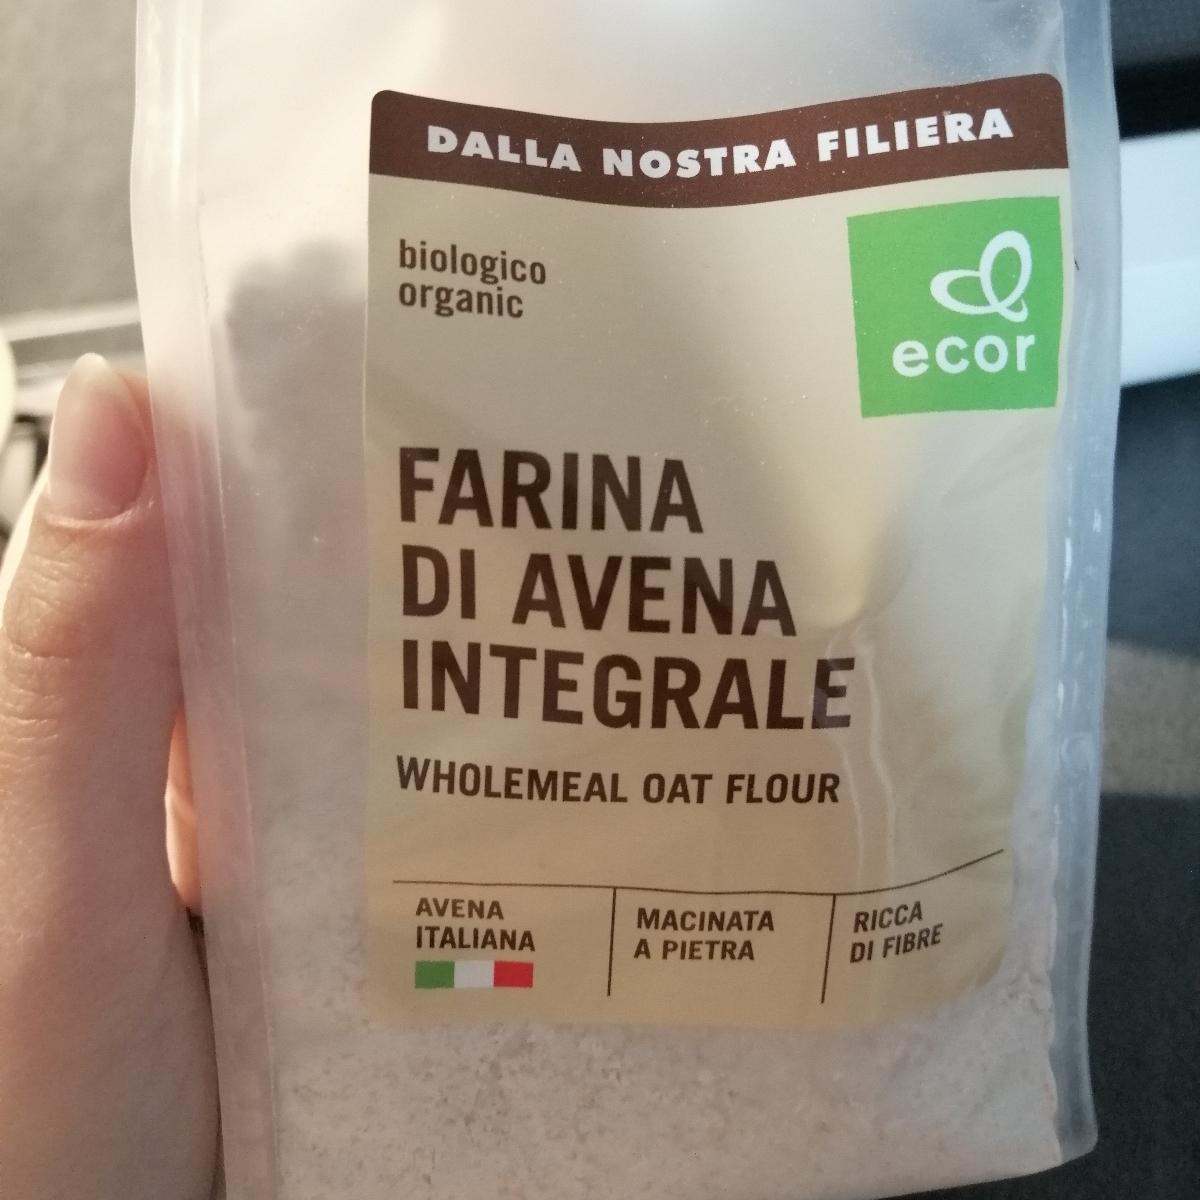 DALLA NOSTRA FILIERA
biologico
organic
ecor
FARINA
DI AVENA
INTEGRALE
WHOLEMEAL OAT FLOUR
AVENA
ITALIANA
MACINATA
A PIETRA
RICCA
DI FIBRE